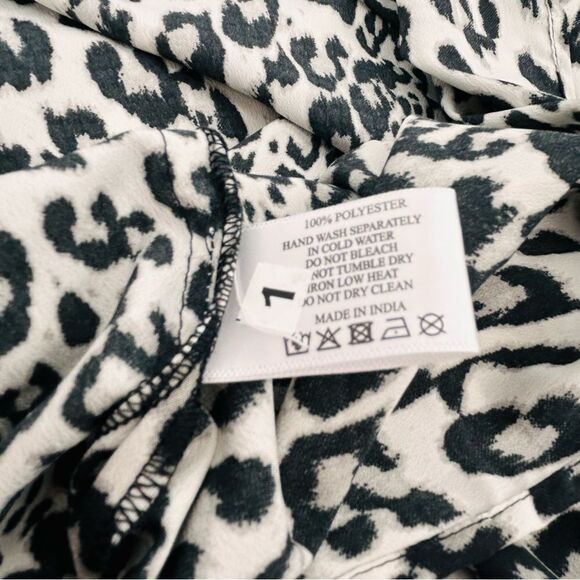 100% POLYESTER
HAND WASH SEPARATELY
IN COLD WATER
DO NOT BLEACH
NOT TUMBLE DRY
IRON LOW HEAT
DO NOT DRY CLEAN
MADE IN INDIA
1